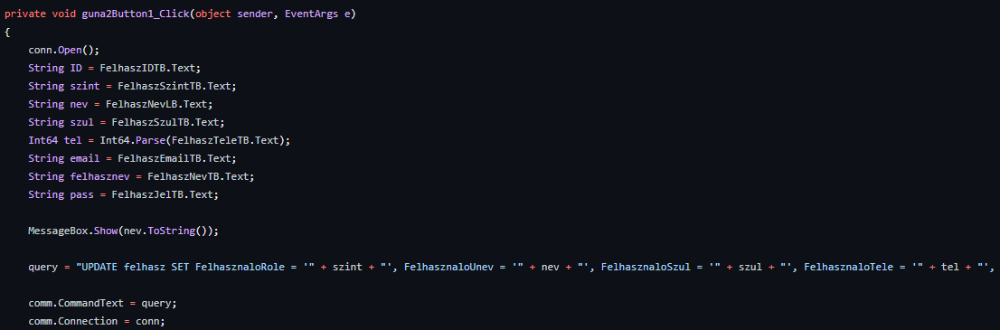 private void guna2Button1_Click(object sender, EventArgs e)
{
conn.Open();
String ID = FelhaszIDTB.Text;
String szint = FelhaszSzintTB.Text;
String nev = FelhaszNevLB.Text;
String szul = FelhaszSzulTB.Text;
Int64 tel = Int64.Parse(FelhaszTeleTB.Text);
String email = FelhaszEmailTB.Text;
String felhasznev = FelhaszNevTB.Text;
String pass = FelhaszJelTB.Text;
MessageBox.Show(nev.ToString());
query = "UPDATE felhasz SET FelhasznaloRole = '" + szint + "', FelhasznaloUnev = '" + nev + "', FelhasznaloSzul = '" + szul + "', FelhasznaloTele = '" + tel + "',
comm.CommandText = query;
comm.Connection = conn;